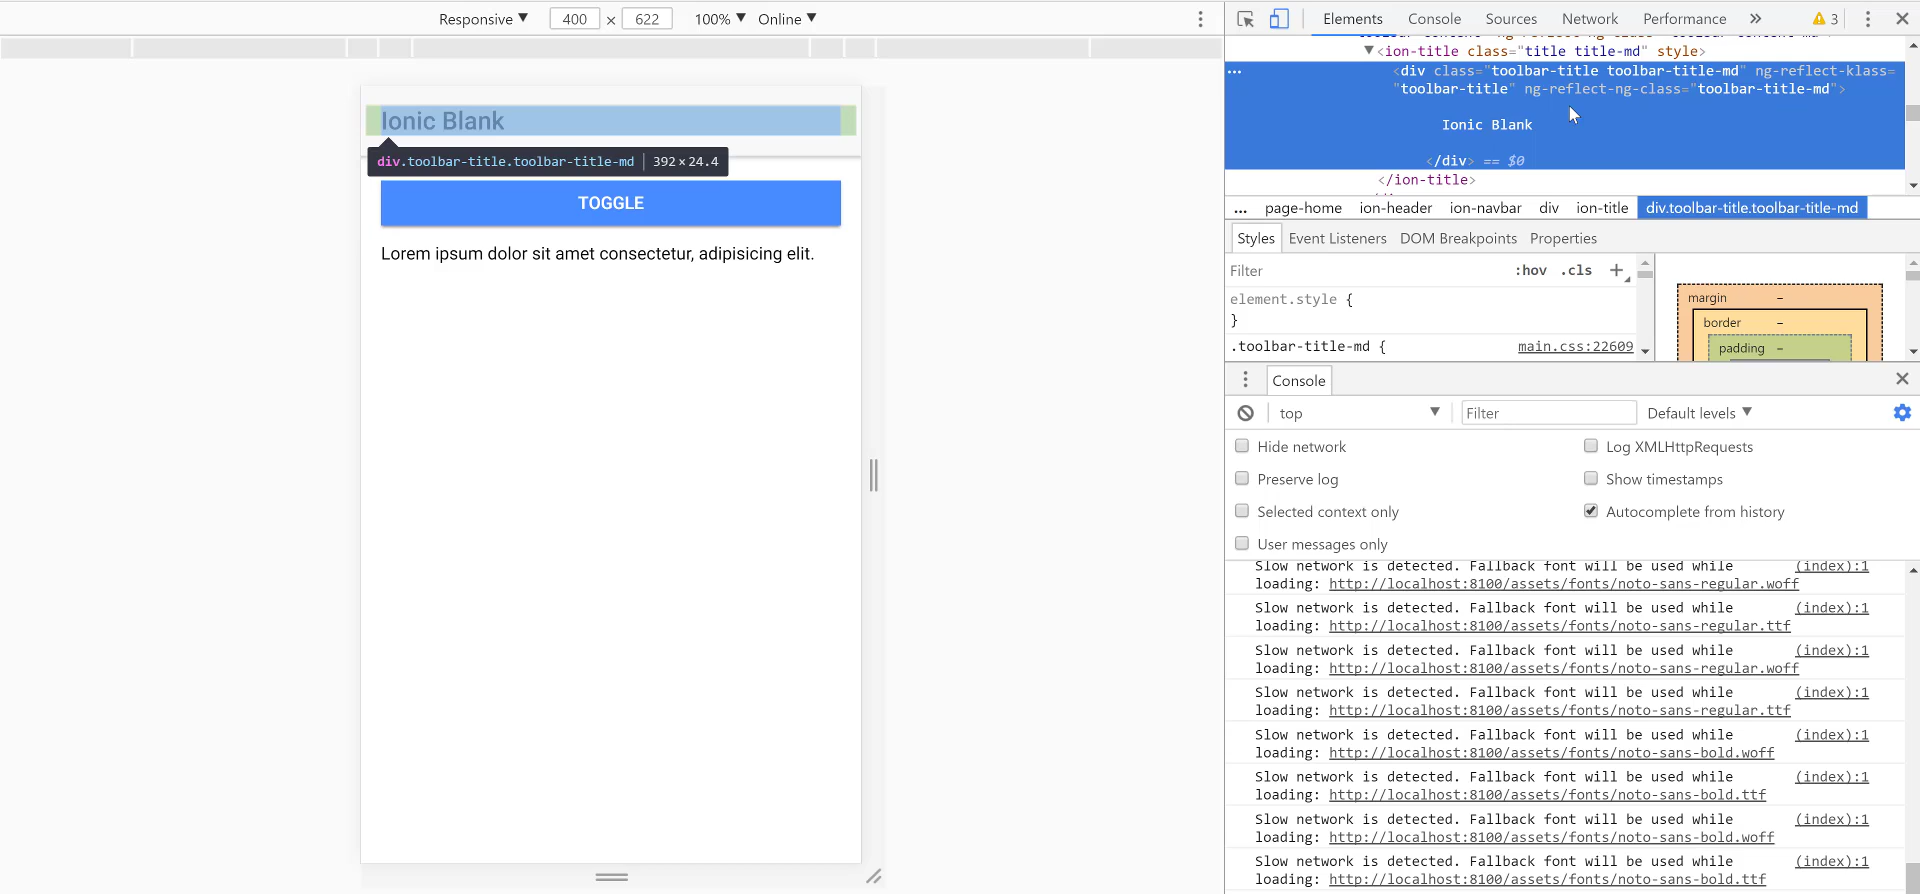 Responsive ▼ 400 × 622 100% ▼ Online ▼
Ionic Blank
div.toolbar-title.toolbar-title-md 392 × 24.4
TOGGLE
Lorem ipsum dolor sit amet consectetur, adipisicing elit.
Elements Console Sources Network Performance » 3
▼<ion-title class="title title-md" style>
<div class="toolbar-title toolbar-title-md" ng-reflect-klass=
"toolbar-title" ng-reflect-ng-class="toolbar-title-md">
Ionic Blank
</div> == $0
</ion-title>
... page-home ion-header ion-navbar div ion-title div.toolbar-title.toolbar-title-md
Styles Event Listeners DOM Breakpoints Properties
Filter :hov .cls +
element.style {
}
.toolbar-title-md { main.css:22609
margin –
border –
padding –
Console
top ▼ Filter Default levels ▼
Hide network Log XMLHttpRequests
Preserve log Show timestamps
Selected context only Autocomplete from history
User messages only
Slow network is detected. Fallback font will be used while (index):1
loading: http://localhost:8100/assets/fonts/noto-sans-regular.woff
Slow network is detected. Fallback font will be used while (index):1
loading: http://localhost:8100/assets/fonts/noto-sans-regular.ttf
Slow network is detected. Fallback font will be used while (index):1
loading: http://localhost:8100/assets/fonts/noto-sans-regular.woff
Slow network is detected. Fallback font will be used while (index):1
loading: http://localhost:8100/assets/fonts/noto-sans-regular.ttf
Slow network is detected. Fallback font will be used while (index):1
loading: http://localhost:8100/assets/fonts/noto-sans-bold.woff
Slow network is detected. Fallback font will be used while (index):1
loading: http://localhost:8100/assets/fonts/noto-sans-bold.ttf
Slow network is detected. Fallback font will be used while (index):1
loading: http://localhost:8100/assets/fonts/noto-sans-bold.woff
Slow network is detected. Fallback font will be used while (index):1
loading: http://localhost:8100/assets/fonts/noto-sans-bold.ttf